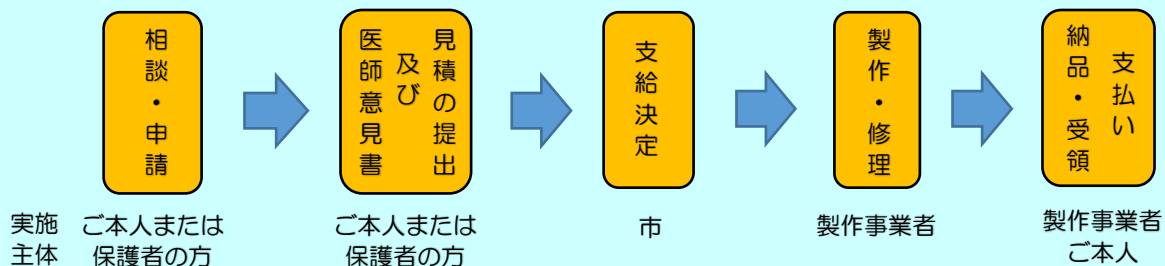 相談・申請
見積の提出
及び
医師意見書
支給決定
製作・修理
支払い
納品・受領
実施
主体
ご本人または
保護者の方
ご本人または
保護者の方
市
製作事業者
製作事業者
ご本人